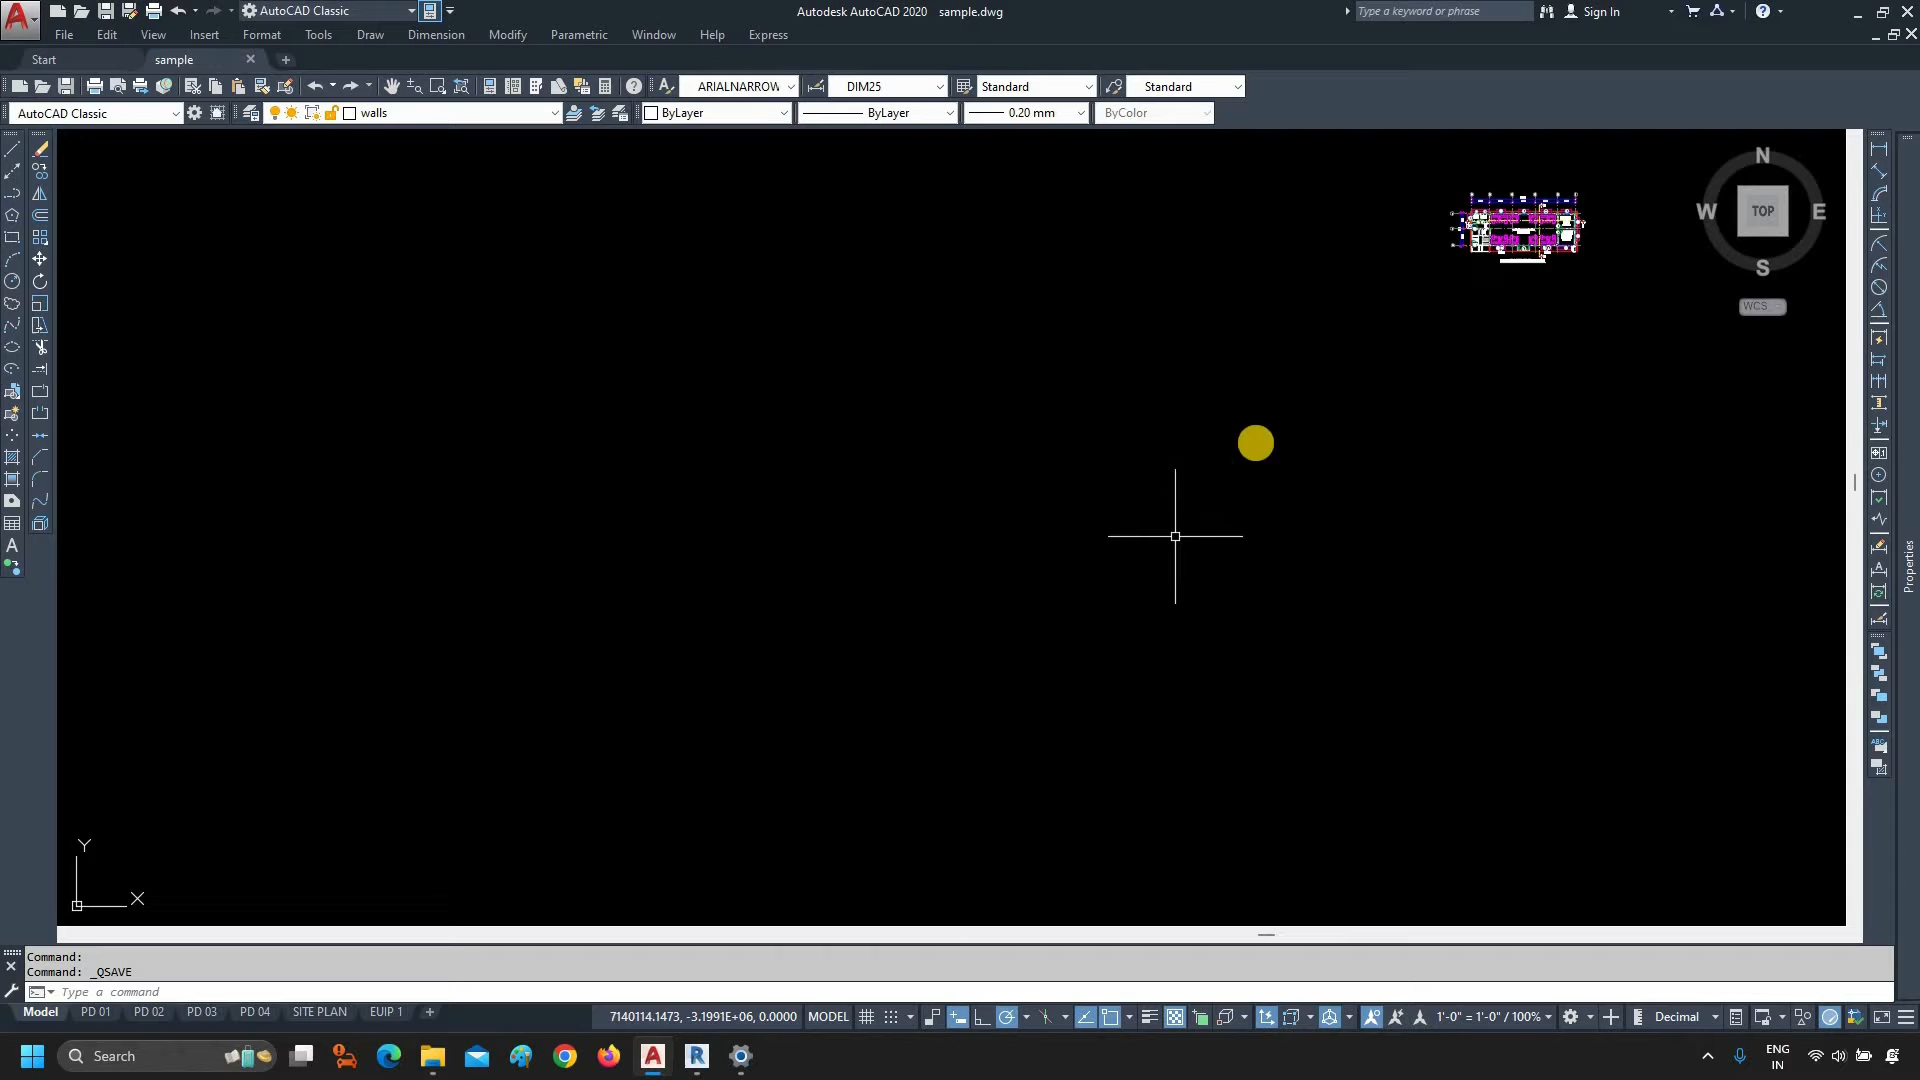 AutoCAD Classic
Autodesk AutoCAD 2020 sample.dwg
Type a keyword or phrase
Sign In
File Edit View Insert Format Tools Draw Dimension Modify Parametric Window Help Express
Start sample
ARIALNARROW DIM25 Standard Standard
AutoCAD Classic walls ByLayer ByLayer 0.20 mm ByColor
N
W TOP E
S
WCS
Properties
Y
X
Command:
Command: _QSAVE
Type a command
Model PD 01 PD 02 PD 03 PD 04 SITE PLAN EUIP 1
7140114.1473, -3.1991E+06, 0.0000 MODEL 1'-0" = 1'-0" / 100% Decimal
Search
ENG
IN